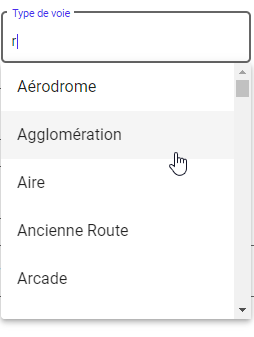 Type de voie
r
Aérodrome
Agglomération
Aire
Ancienne Route
Arcade